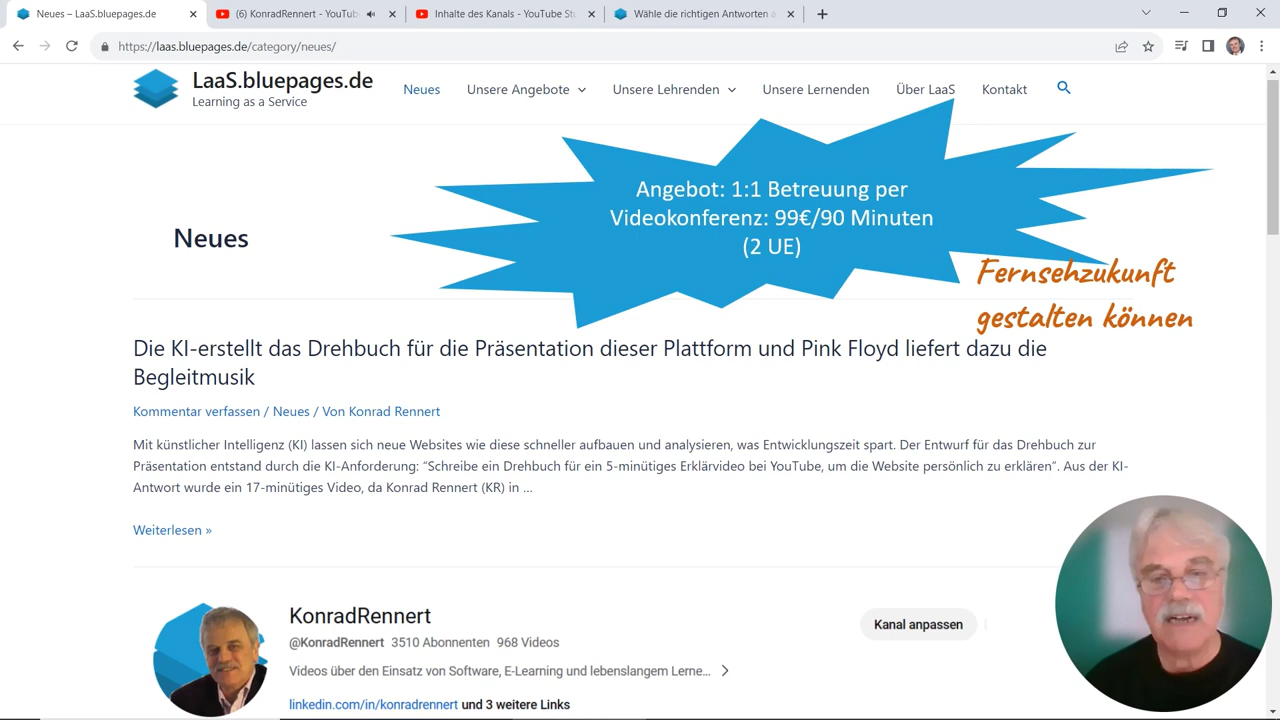 Neues – LaaS.bluepages.de
(6) KonradRennert - YouTub
Inhalte des Kanals - YouTube Stu
Wähle die richtigen Antworten a
https://laas.bluepages.de/category/neues/
LaaS.bluepages.de
Learning as a Service
Neues
Unsere Angebote
Unsere Lehrenden
Unsere Lernenden
Über LaaS
Kontakt
Angebot: 1:1 Betreuung per
Videokonferenz: 99€/90 Minuten
(2 UE)
Neues
Fernsehzukunft
gestalten können
Die KI-erstellt das Drehbuch für die Präsentation dieser Plattform und Pink Floyd liefert dazu die
Begleitmusik
Kommentar verfassen / Neues / Von Konrad Rennert
Mit künstlicher Intelligenz (KI) lassen sich neue Websites wie diese schneller aufbauen und analysieren, was Entwicklungszeit spart. Der Entwurf für das Drehbuch zur
Präsentation entstand durch die KI-Anforderung: “Schreibe ein Drehbuch für ein 5-minütiges Erklärvideo bei YouTube, um die Website persönlich zu erklären”. Aus der KI-
Antwort wurde ein 17-minütiges Video, da Konrad Rennert (KR) in …
Weiterlesen »
KonradRennert
@KonradRennert 3510 Abonnenten 968 Videos
Kanal anpassen
Videos über den Einsatz von Software, E-Learning und lebenslangem Lerne...
linkedin.com/in/konradrennert und 3 weitere Links